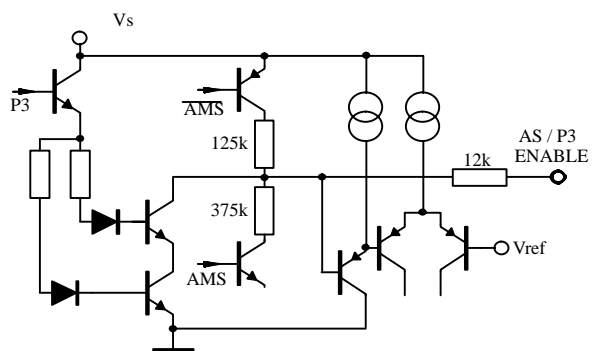 Vs
P3
AMS
125k
375k
AMS
12k
AS / P3
ENABLE
Vref